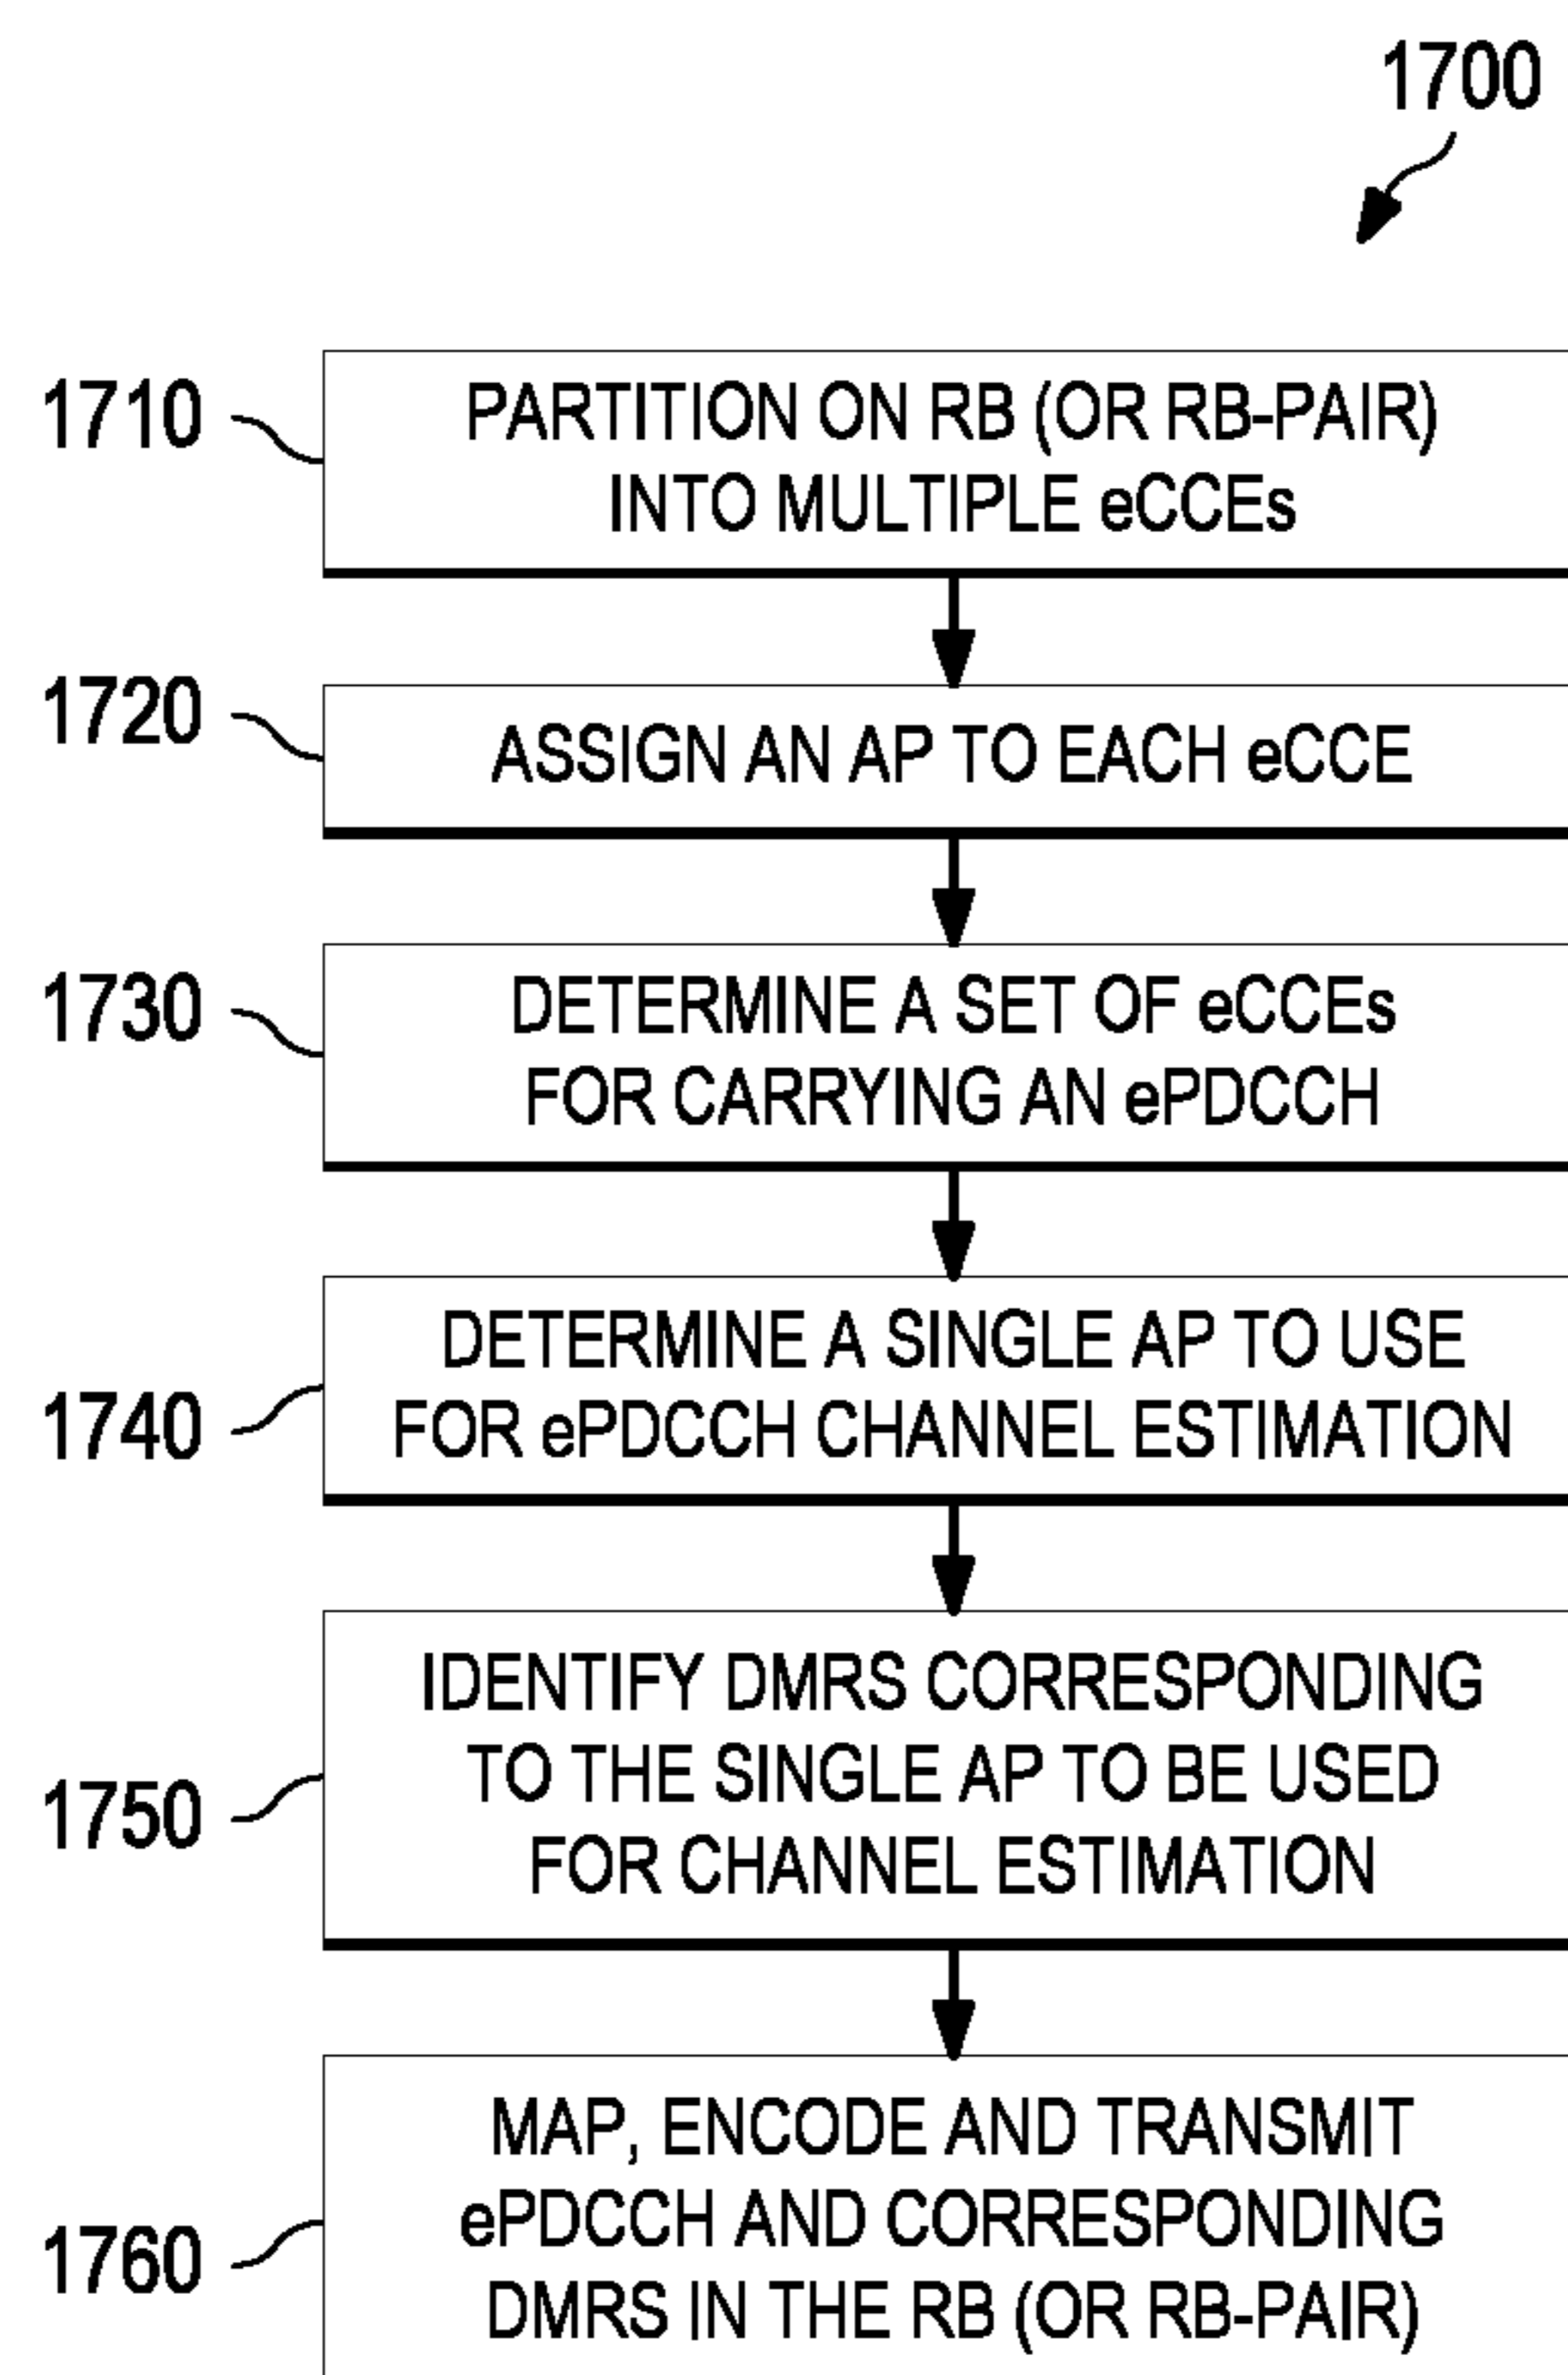 1700
1710
PARTITION ON RB (OR RB-PAIR)
INTO MULTIPLE eCCEs
1720
ASSIGN AN AP TO EACH eCCE
1730
DETERMINE A SET OF eCCEs
FOR CARRYING AN ePDCCH
1740
DETERMINE A SINGLE AP TO USE
FOR ePDCCH CHANNEL ESTIMATION
1750
IDENTIFY DMRS CORRESPONDING
TO THE SINGLE AP TO BE USED
FOR CHANNEL ESTIMATION
1760
MAP, ENCODE AND TRANSMIT
ePDCCH AND CORRESPONDING
DMRS IN THE RB (OR RB-PAIR)